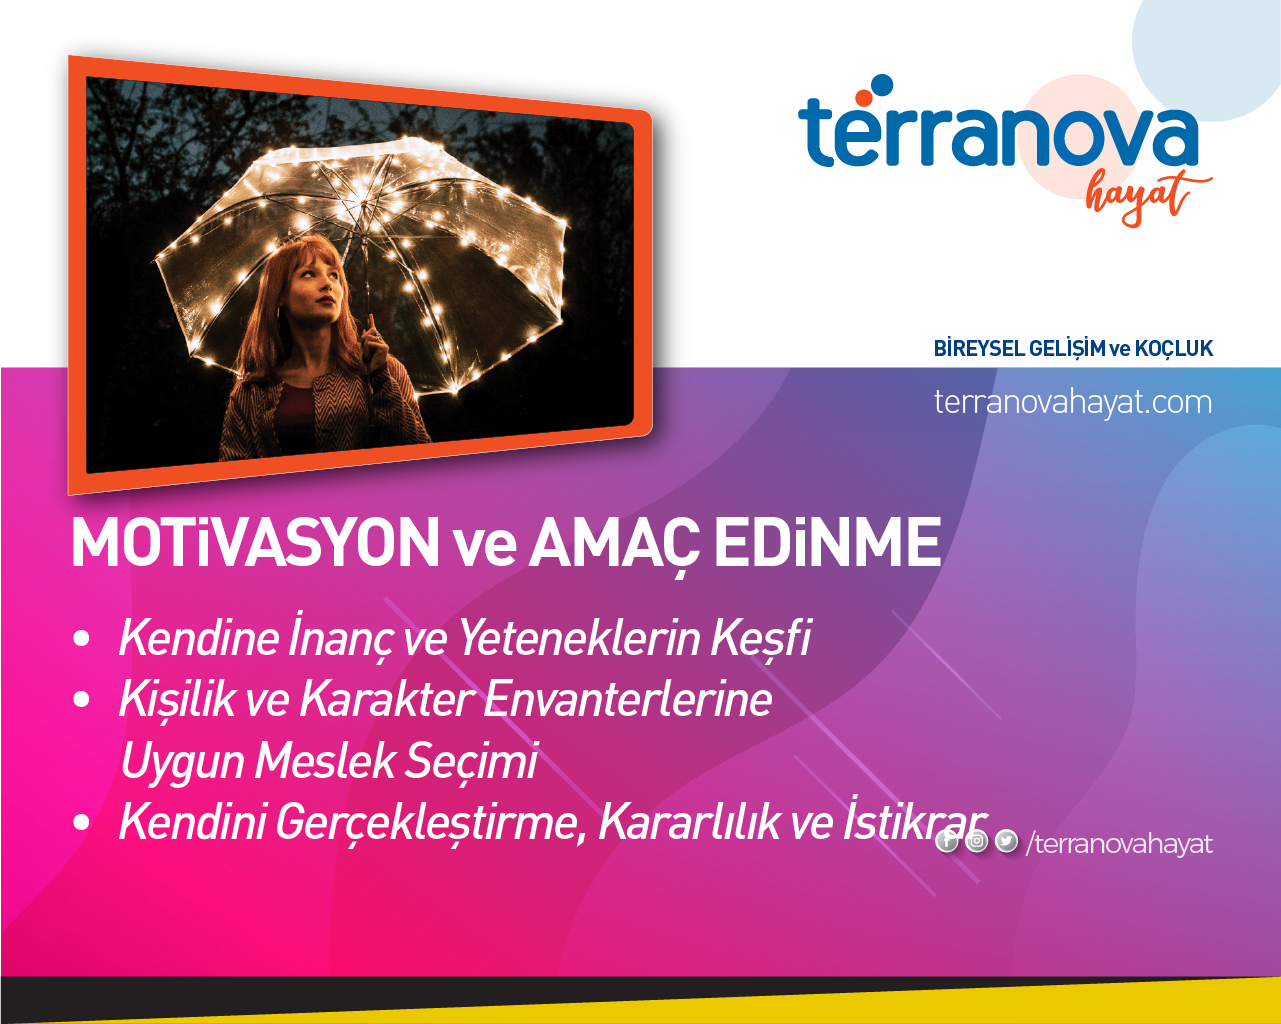 terranova
hayat
BİREYSEL GELİŞİM ve KOÇLUK
terranovahayat.com
MOTiVASYON ve AMAÇ EDiNME
• Kendine İnanç ve Yeteneklerin Keşfi
• Kişilik ve Karakter Envanterlerine
Uygun Meslek Seçimi
• Kendini Gerçekleştirme, Kararlılık ve İstikrar
/terranovahayat